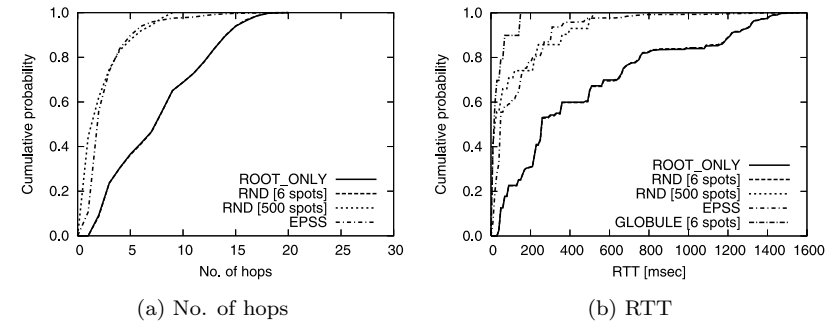 Cumulative probability
1.0
0.8
0.6
0.4
0.2
0.0
ROOT_ONLY
RND [6 spots]
RND [500 spots]
EPSS
0 5 10 15 20 25 30
No. of hops
(a) No. of hops
Cumulative probability
1.0
0.8
0.6
0.4
0.2
0.0
ROOT_ONLY
RND [6 spots]
RND [500 spots]
EPSS
GLOBULE [6 spots]
0 200 400 600 800 1000 1200 1400 1600
RTT [msec]
(b) RTT